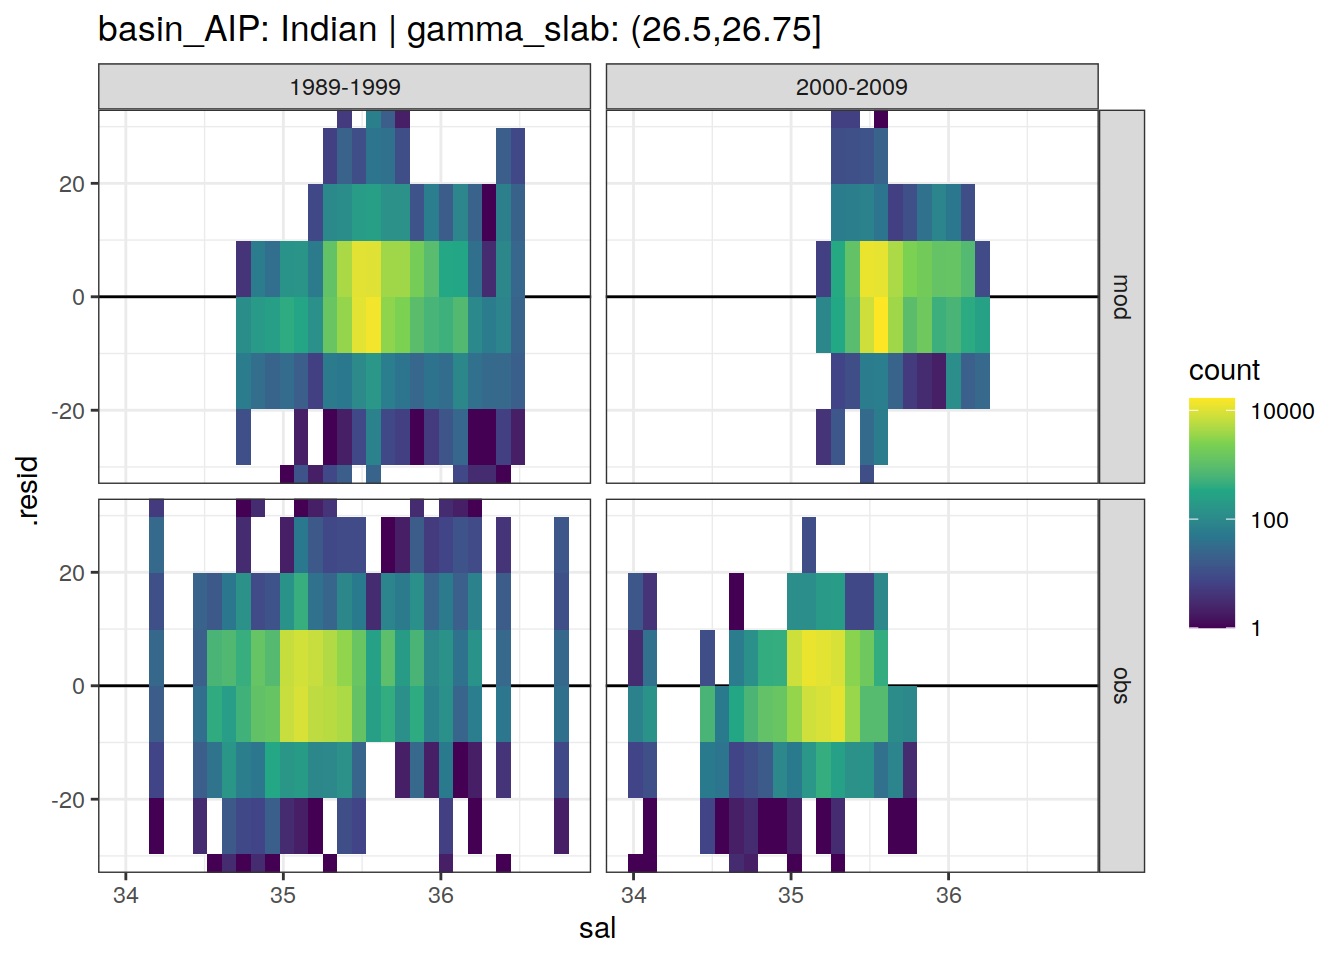 basin_AIP: Indian | gamma_slab: (26.5,26.75]
1989-1999
2000-2009
20
0
-20
mod
20
0
-20
obs
.resid
34
35
36
34
35
36
sal
count
10000
100
1